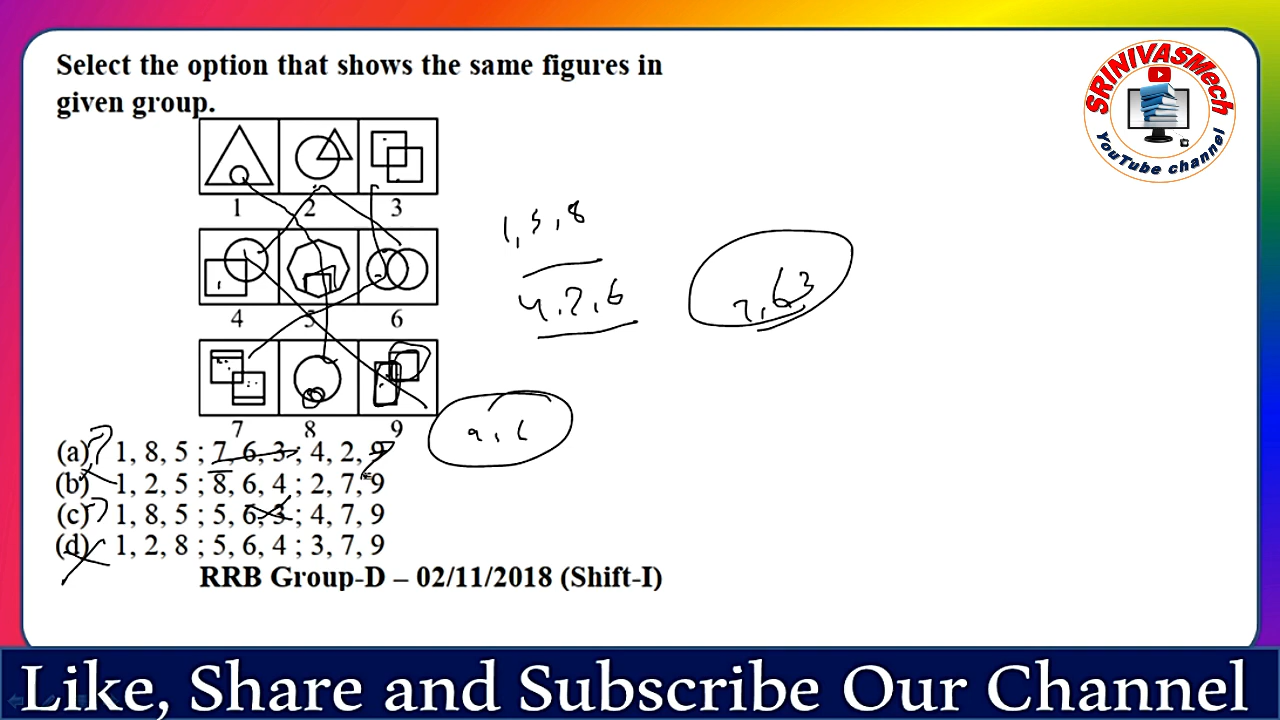 Select the option that shows the same figures in
given group.
SRINIVASMech
YouTube channel
1 2 3
4 5 6
7 8 9
1, 5, 8
4, 2, 6
7, 6, 3
(a) 1, 8, 5 ; 7, 6, 3 ; 4, 2, 9
(b) 1, 2, 5 ; 8, 6, 4 ; 2, 7, 9
(c) 1, 8, 5 ; 5, 6, 3 ; 4, 7, 9
(d) 1, 2, 8 ; 5, 6, 4 ; 3, 7, 9
RRB Group-D – 02/11/2018 (Shift-I)
Like, Share and Subscribe Our Channel